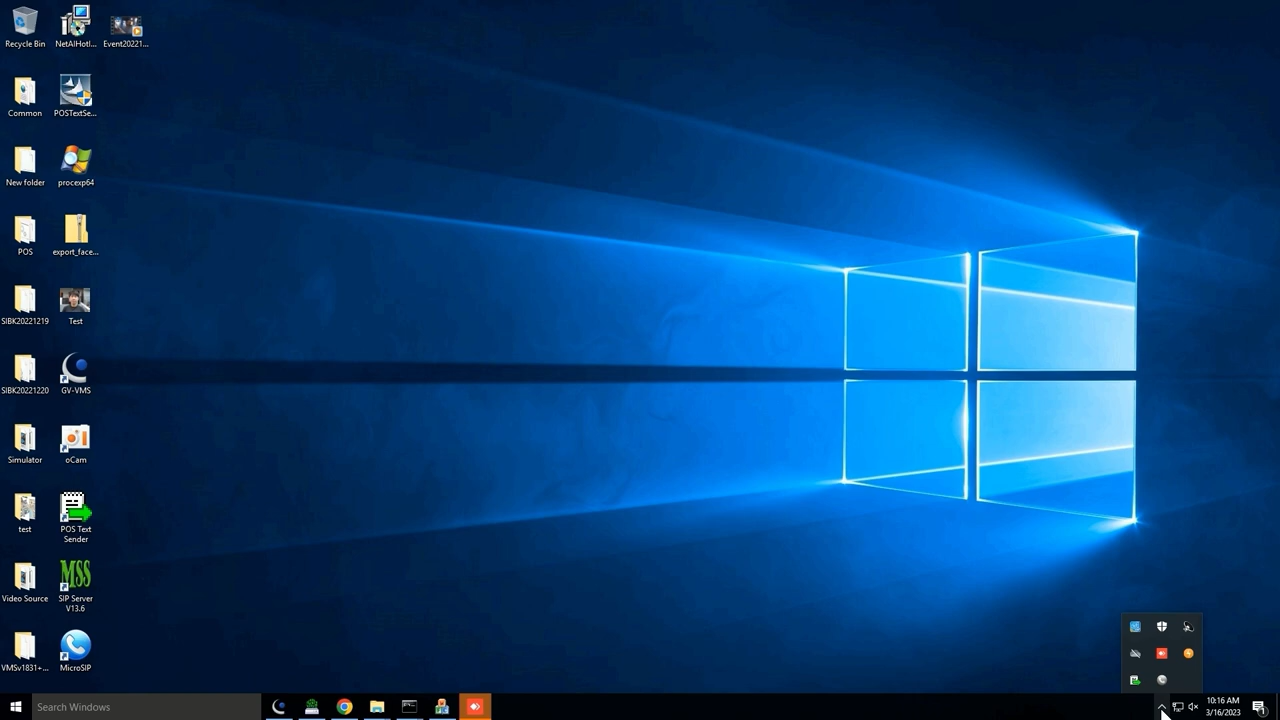 Recycle Bin
NetAIHotl...
Event20221...
Common
POSTextSe...
New folder
procexp64
POS
export_face...
SIBK20221219
Test
SIBK20221220
GV-VMS
Simulator
oCam
test
POS Text
Sender
Video Source
MSS
SIP Server
V13.6
VMSv1831+...
MicroSIP
Search Windows
10:16 AM
3/16/2023
1